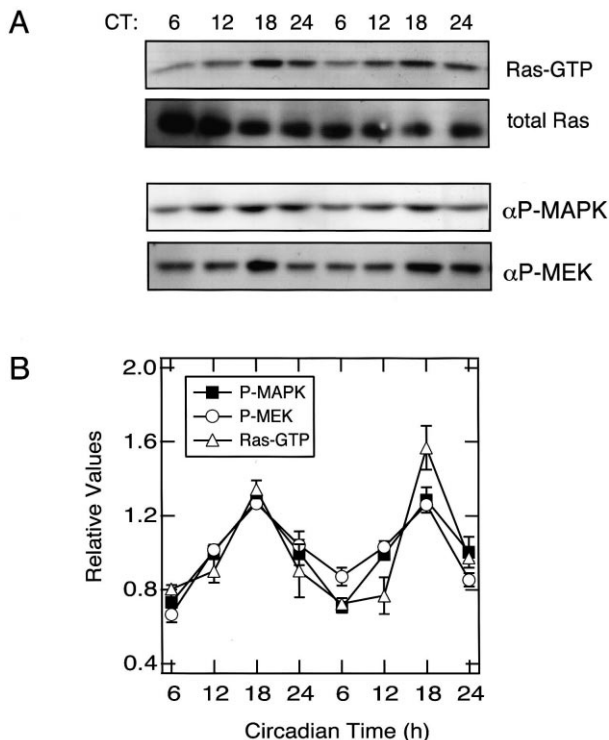 A
CT: 6 12 18 24 6 12 18 24
Ras-GTP
total Ras
αP-MAPK
αP-MEK
B
2.0
1.6
1.2
0.8
0.4
Relative Values
P-MAPK
P-MEK
Ras-GTP
6 12 18 24 6 12 18 24
Circadian Time (h)